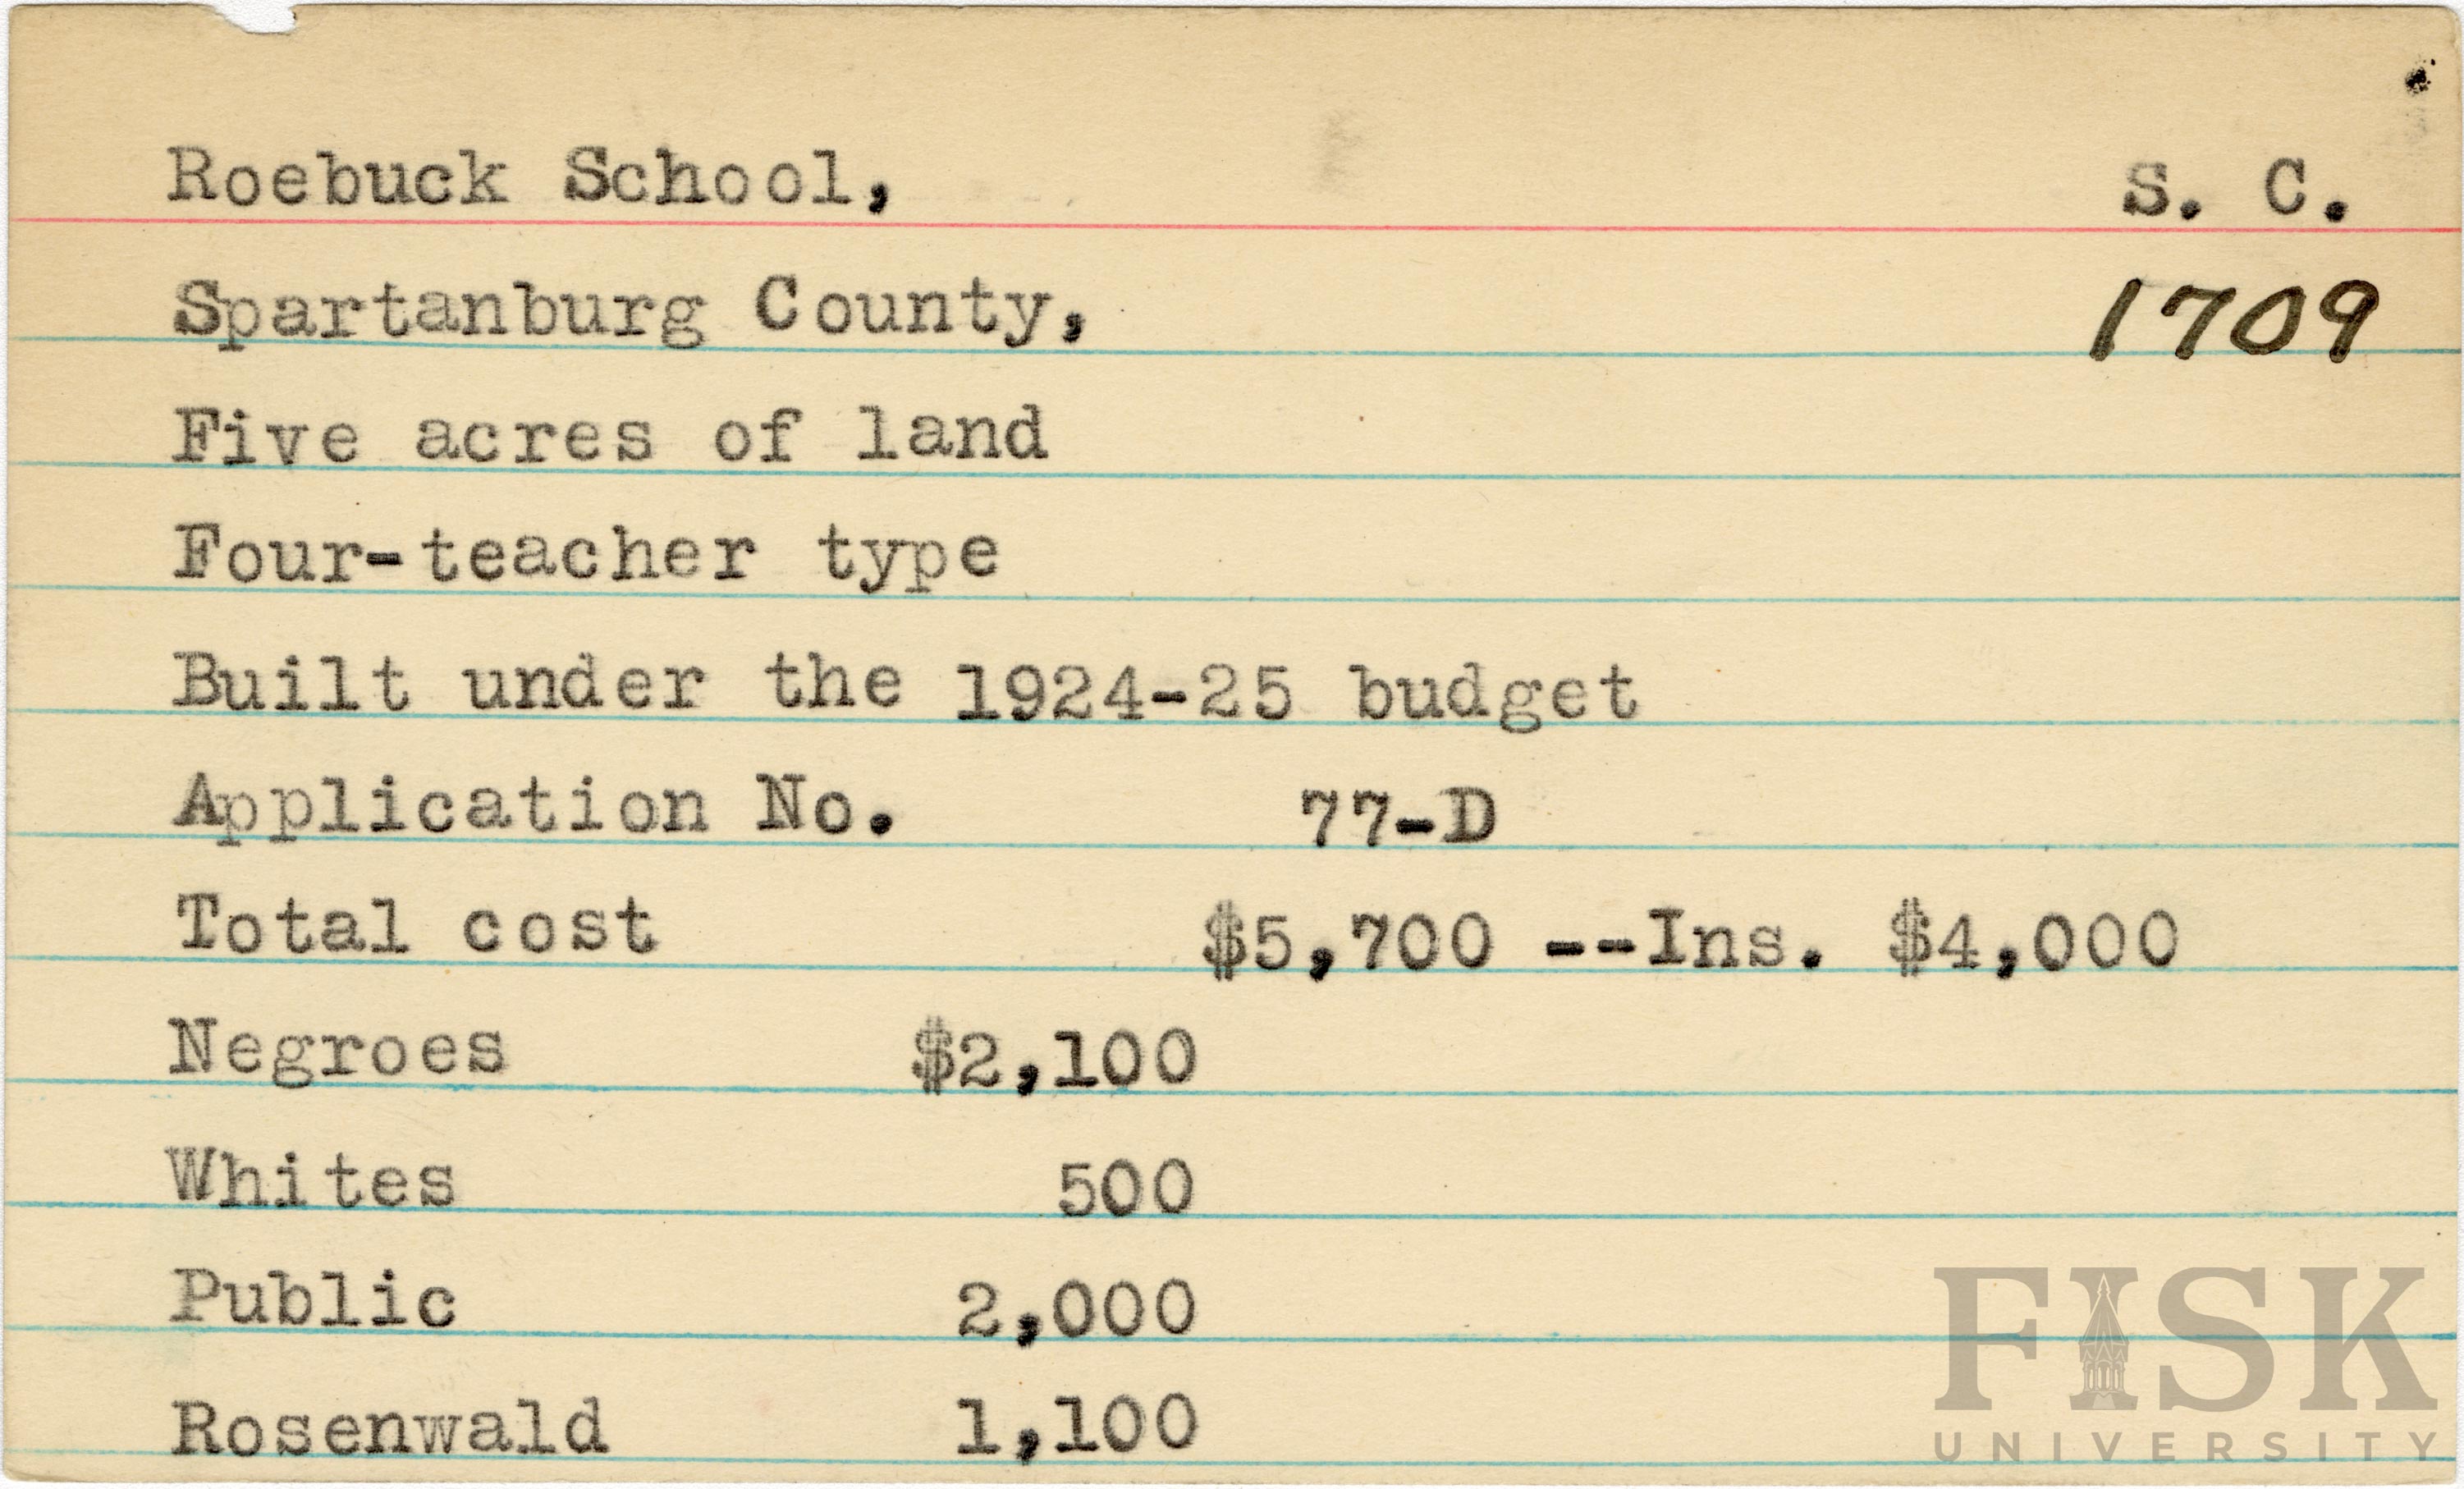 Roebuck School, S. C.
Spartanburg County, 1709
Five acres of land
Four-teacher type
Built under the 1924-25 budget
Application No. 77-D
Total cost $5,700 --Ins. $4,000
Negroes $2,100
Whites 500
Public 2,000
Rosenwald 1,100
FISK
UNIVERSITY